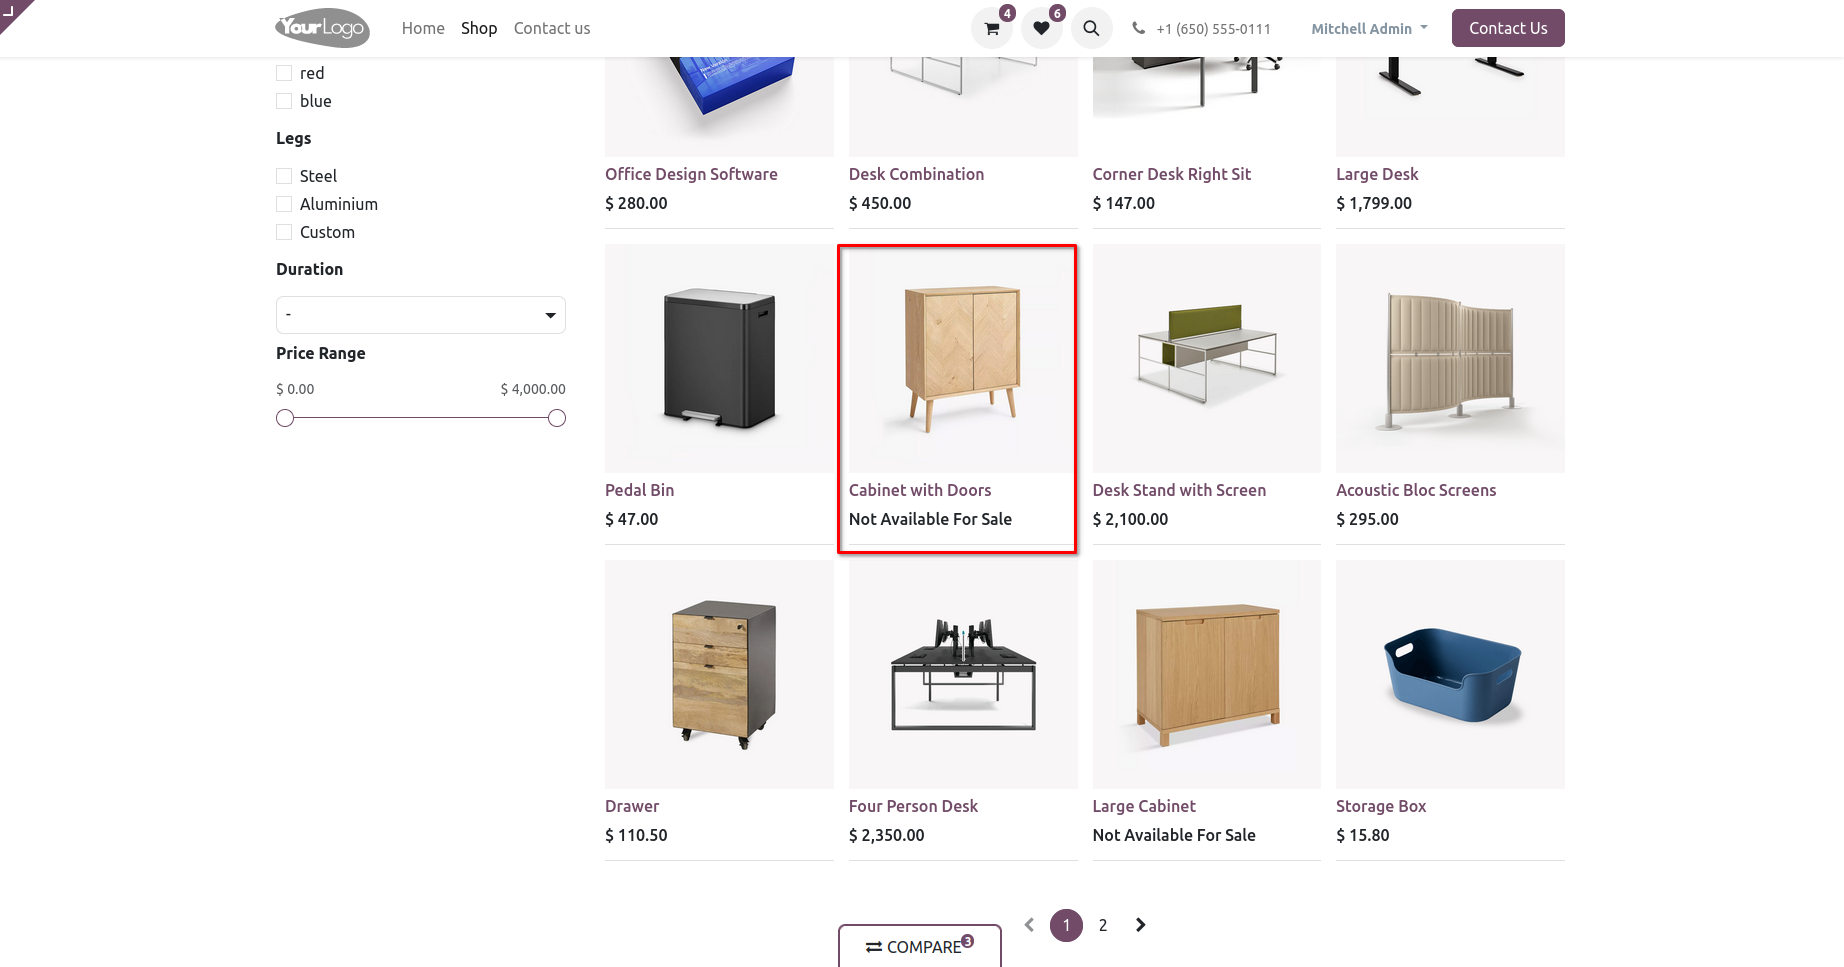 YourLogo
Home
Shop
Contact us
4
6
+1 (650) 555-0111
Mitchell Admin
Contact Us
red
blue
Legs
Steel
Aluminium
Custom
Duration
-
Price Range
$ 0.00
$ 4,000.00
Office Design Software
$ 280.00
Desk Combination
$ 450.00
Corner Desk Right Sit
$ 147.00
Large Desk
$ 1,799.00
Pedal Bin
$ 47.00
Cabinet with Doors
Not Available For Sale
Desk Stand with Screen
$ 2,100.00
Acoustic Bloc Screens
$ 295.00
Drawer
$ 110.50
Four Person Desk
$ 2,350.00
Large Cabinet
Not Available For Sale
Storage Box
$ 15.80
1
2
COMPARE 3